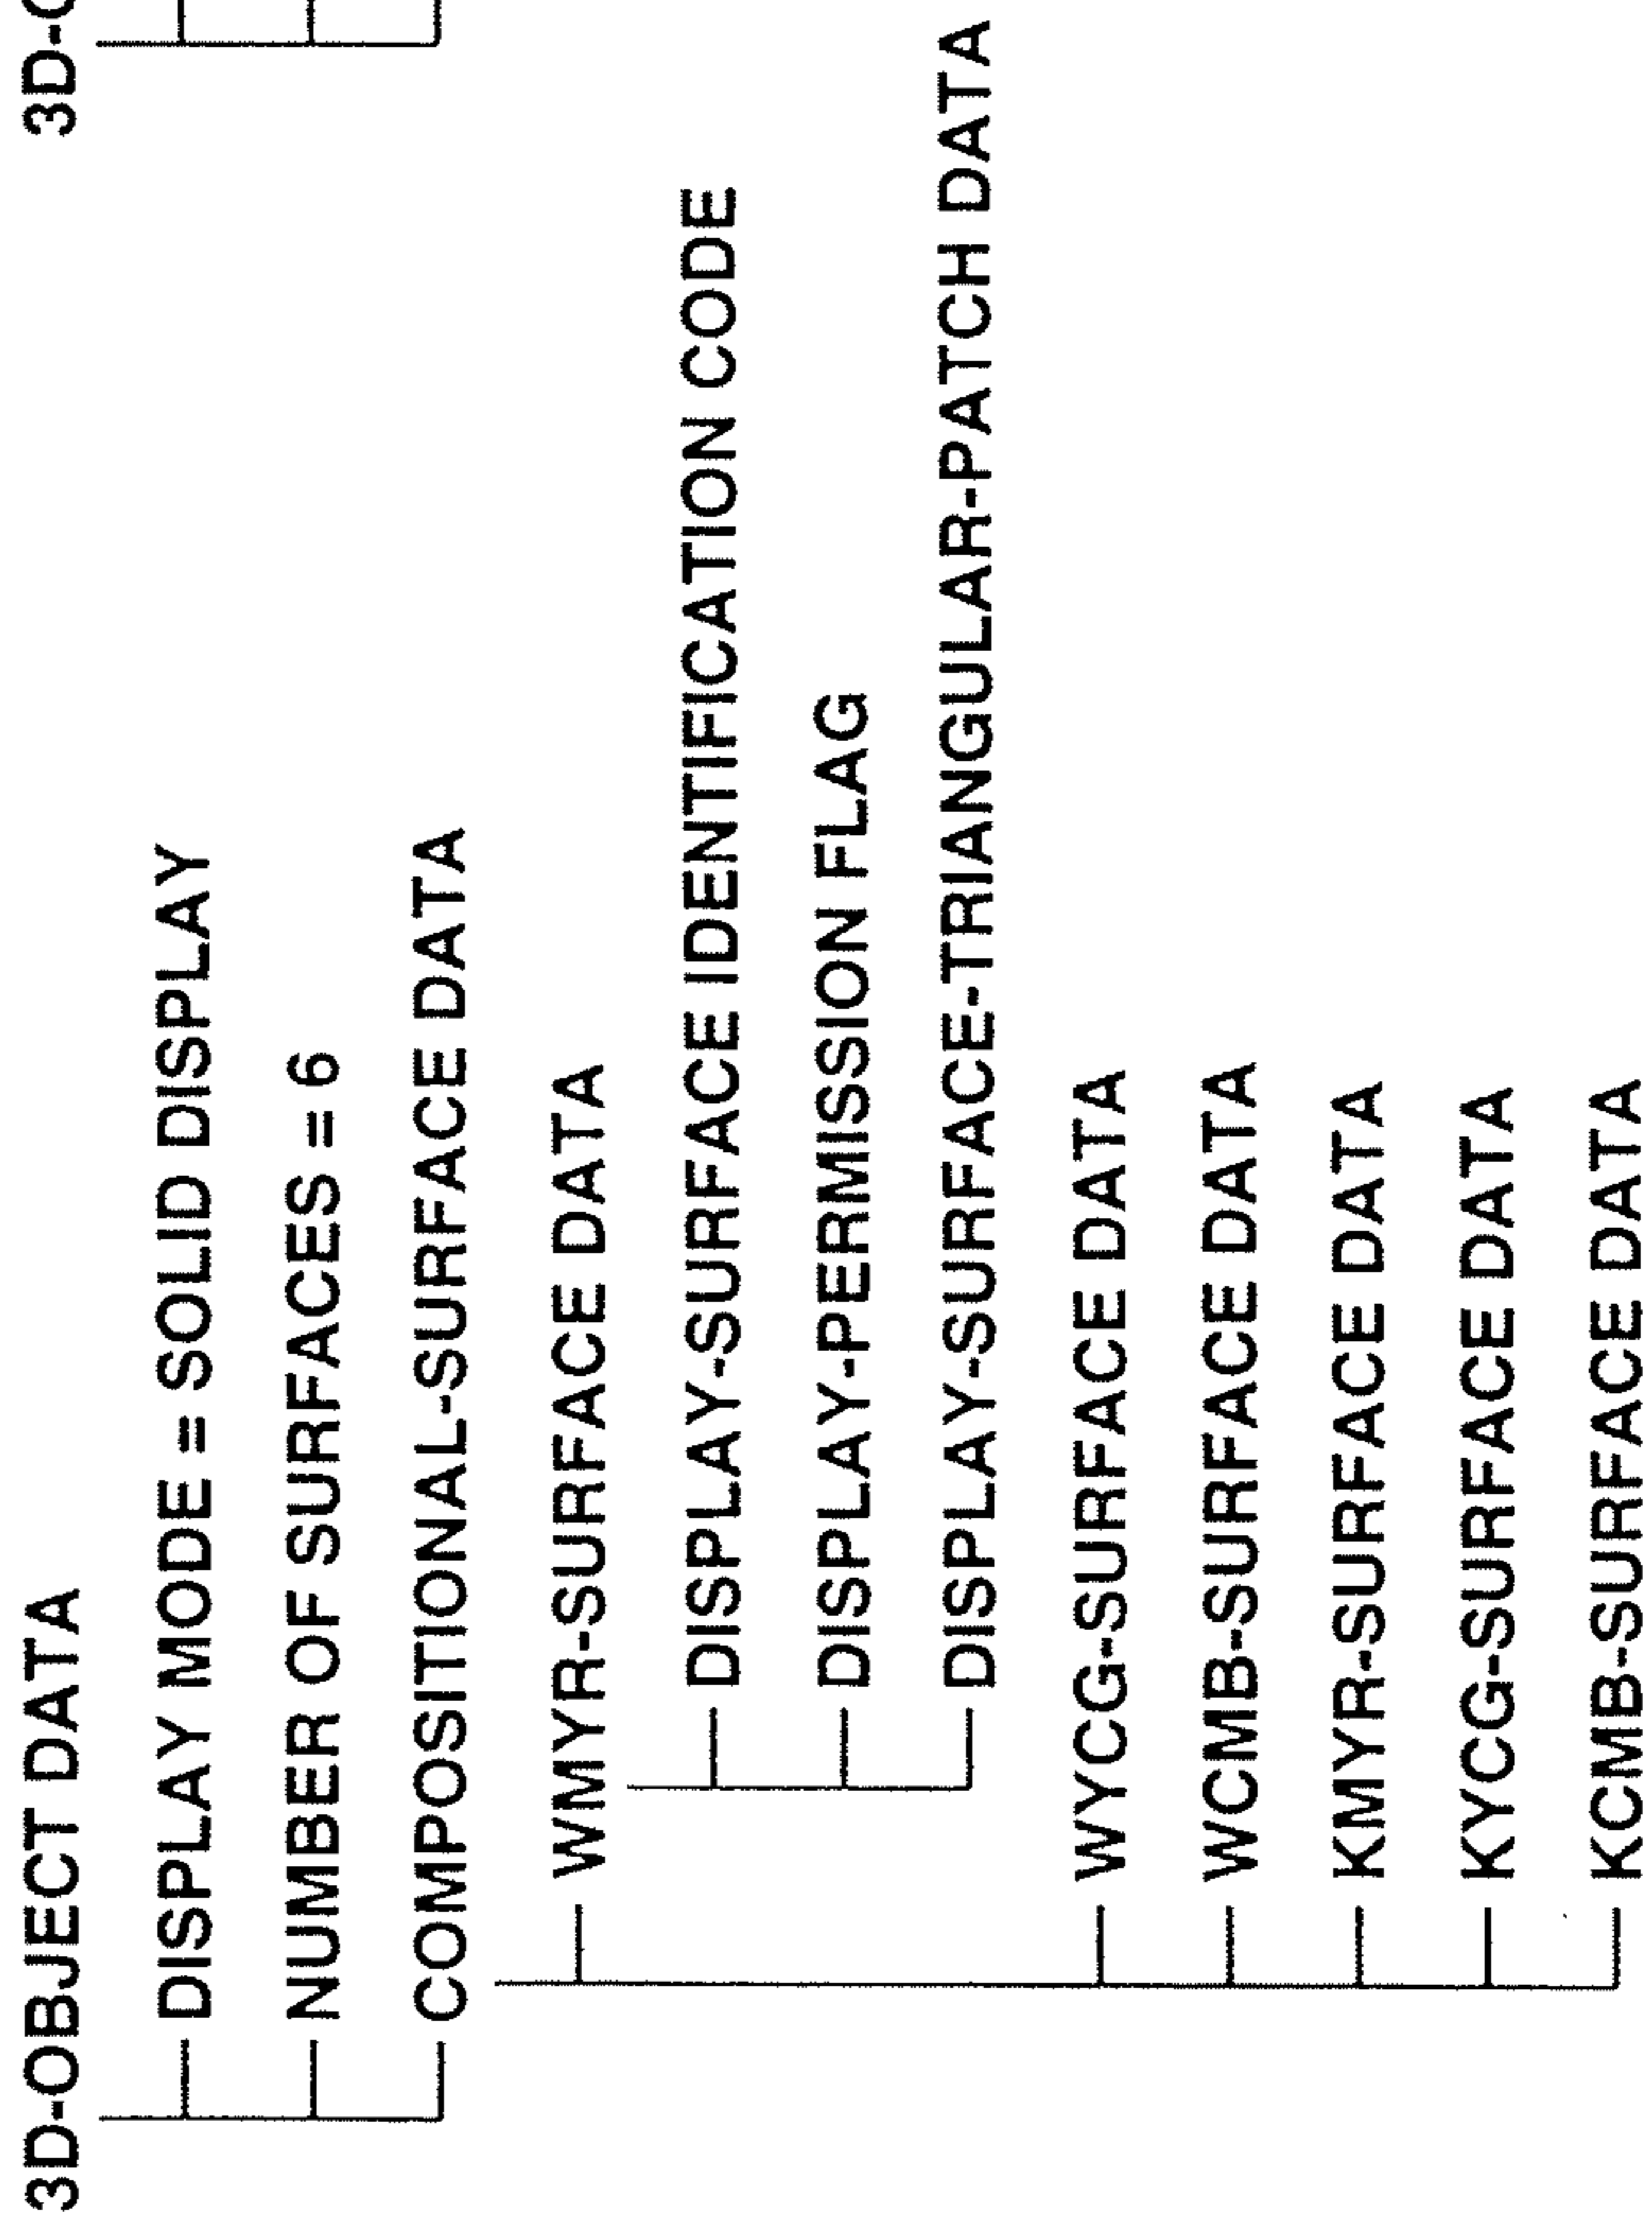 3D-OBJECT DATA
DISPLAY MODE = SOLID DISPLAY
NUMBER OF SURFACES = 6
COMPOSITIONAL-SURFACE DATA
WMYR-SURFACE DATA
DISPLAY-SURFACE IDENTIFICATION CODE
DISPLAY-PERMISSION FLAG
DISPLAY-SURFACE-TRIANGULAR-PATCH DATA
WYCG-SURFACE DATA
WCMB-SURFACE DATA
KMYR-SURFACE DATA
KYCG-SURFACE DATA
KCMB-SURFACE DATA
3D-